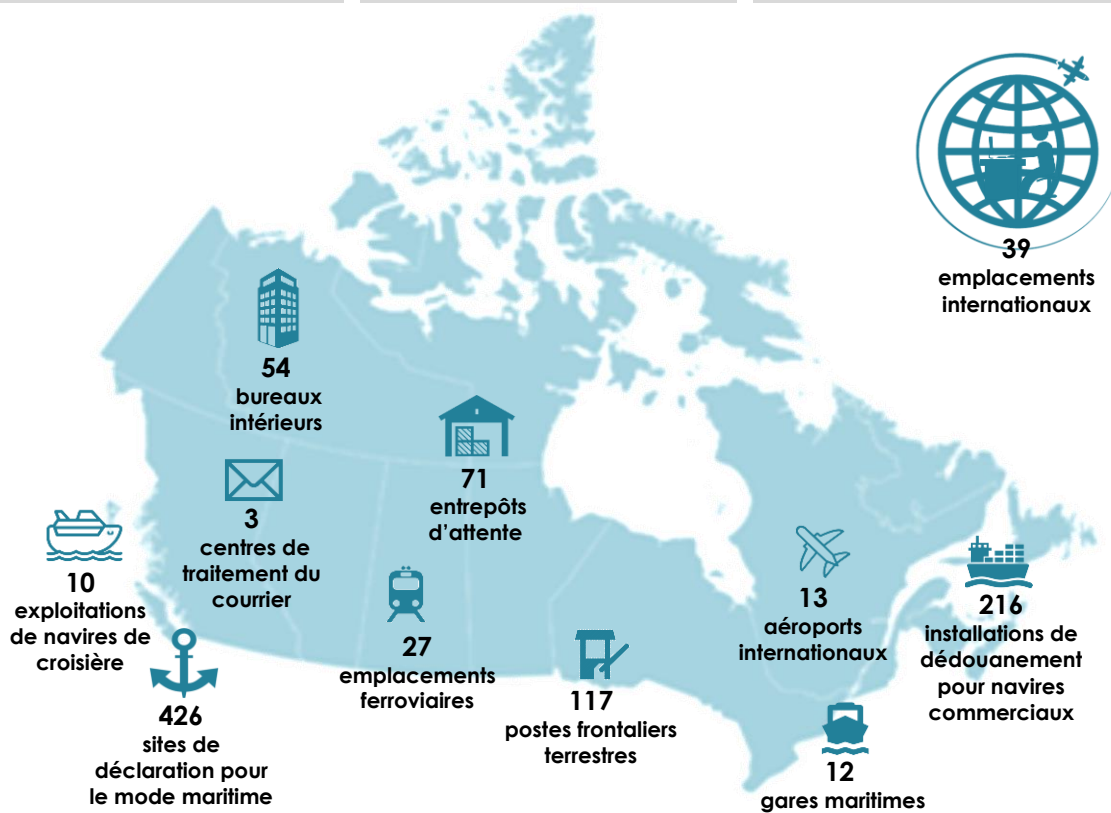 39
emplacements
internationaux
54
bureaux
intérieurs
71
entrepôts
d'attente
3
centres de
traitement du
courrier
10
exploitations
de navires de
croisière
426
sites de
déclaration pour
le mode maritime
27
emplacements
ferroviaires
117
postes frontaliers
terrestres
13
aéroports
internationaux
216
installations de
dédouanement
pour navires
commerciaux
12
gares maritimes